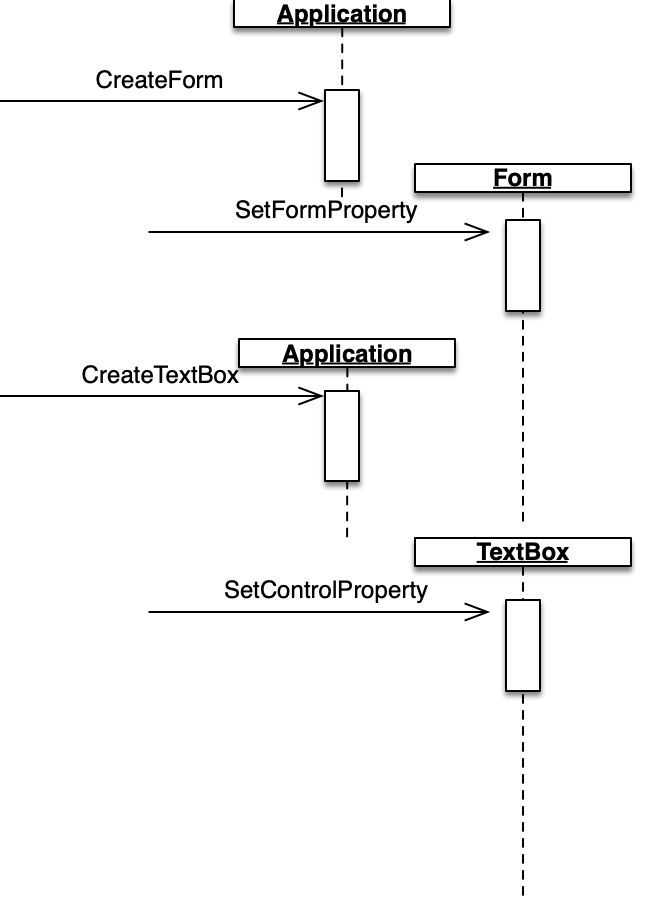 Application
CreateForm
Form
SetFormProperty
Application
CreateTextBox
TextBox
SetControlProperty